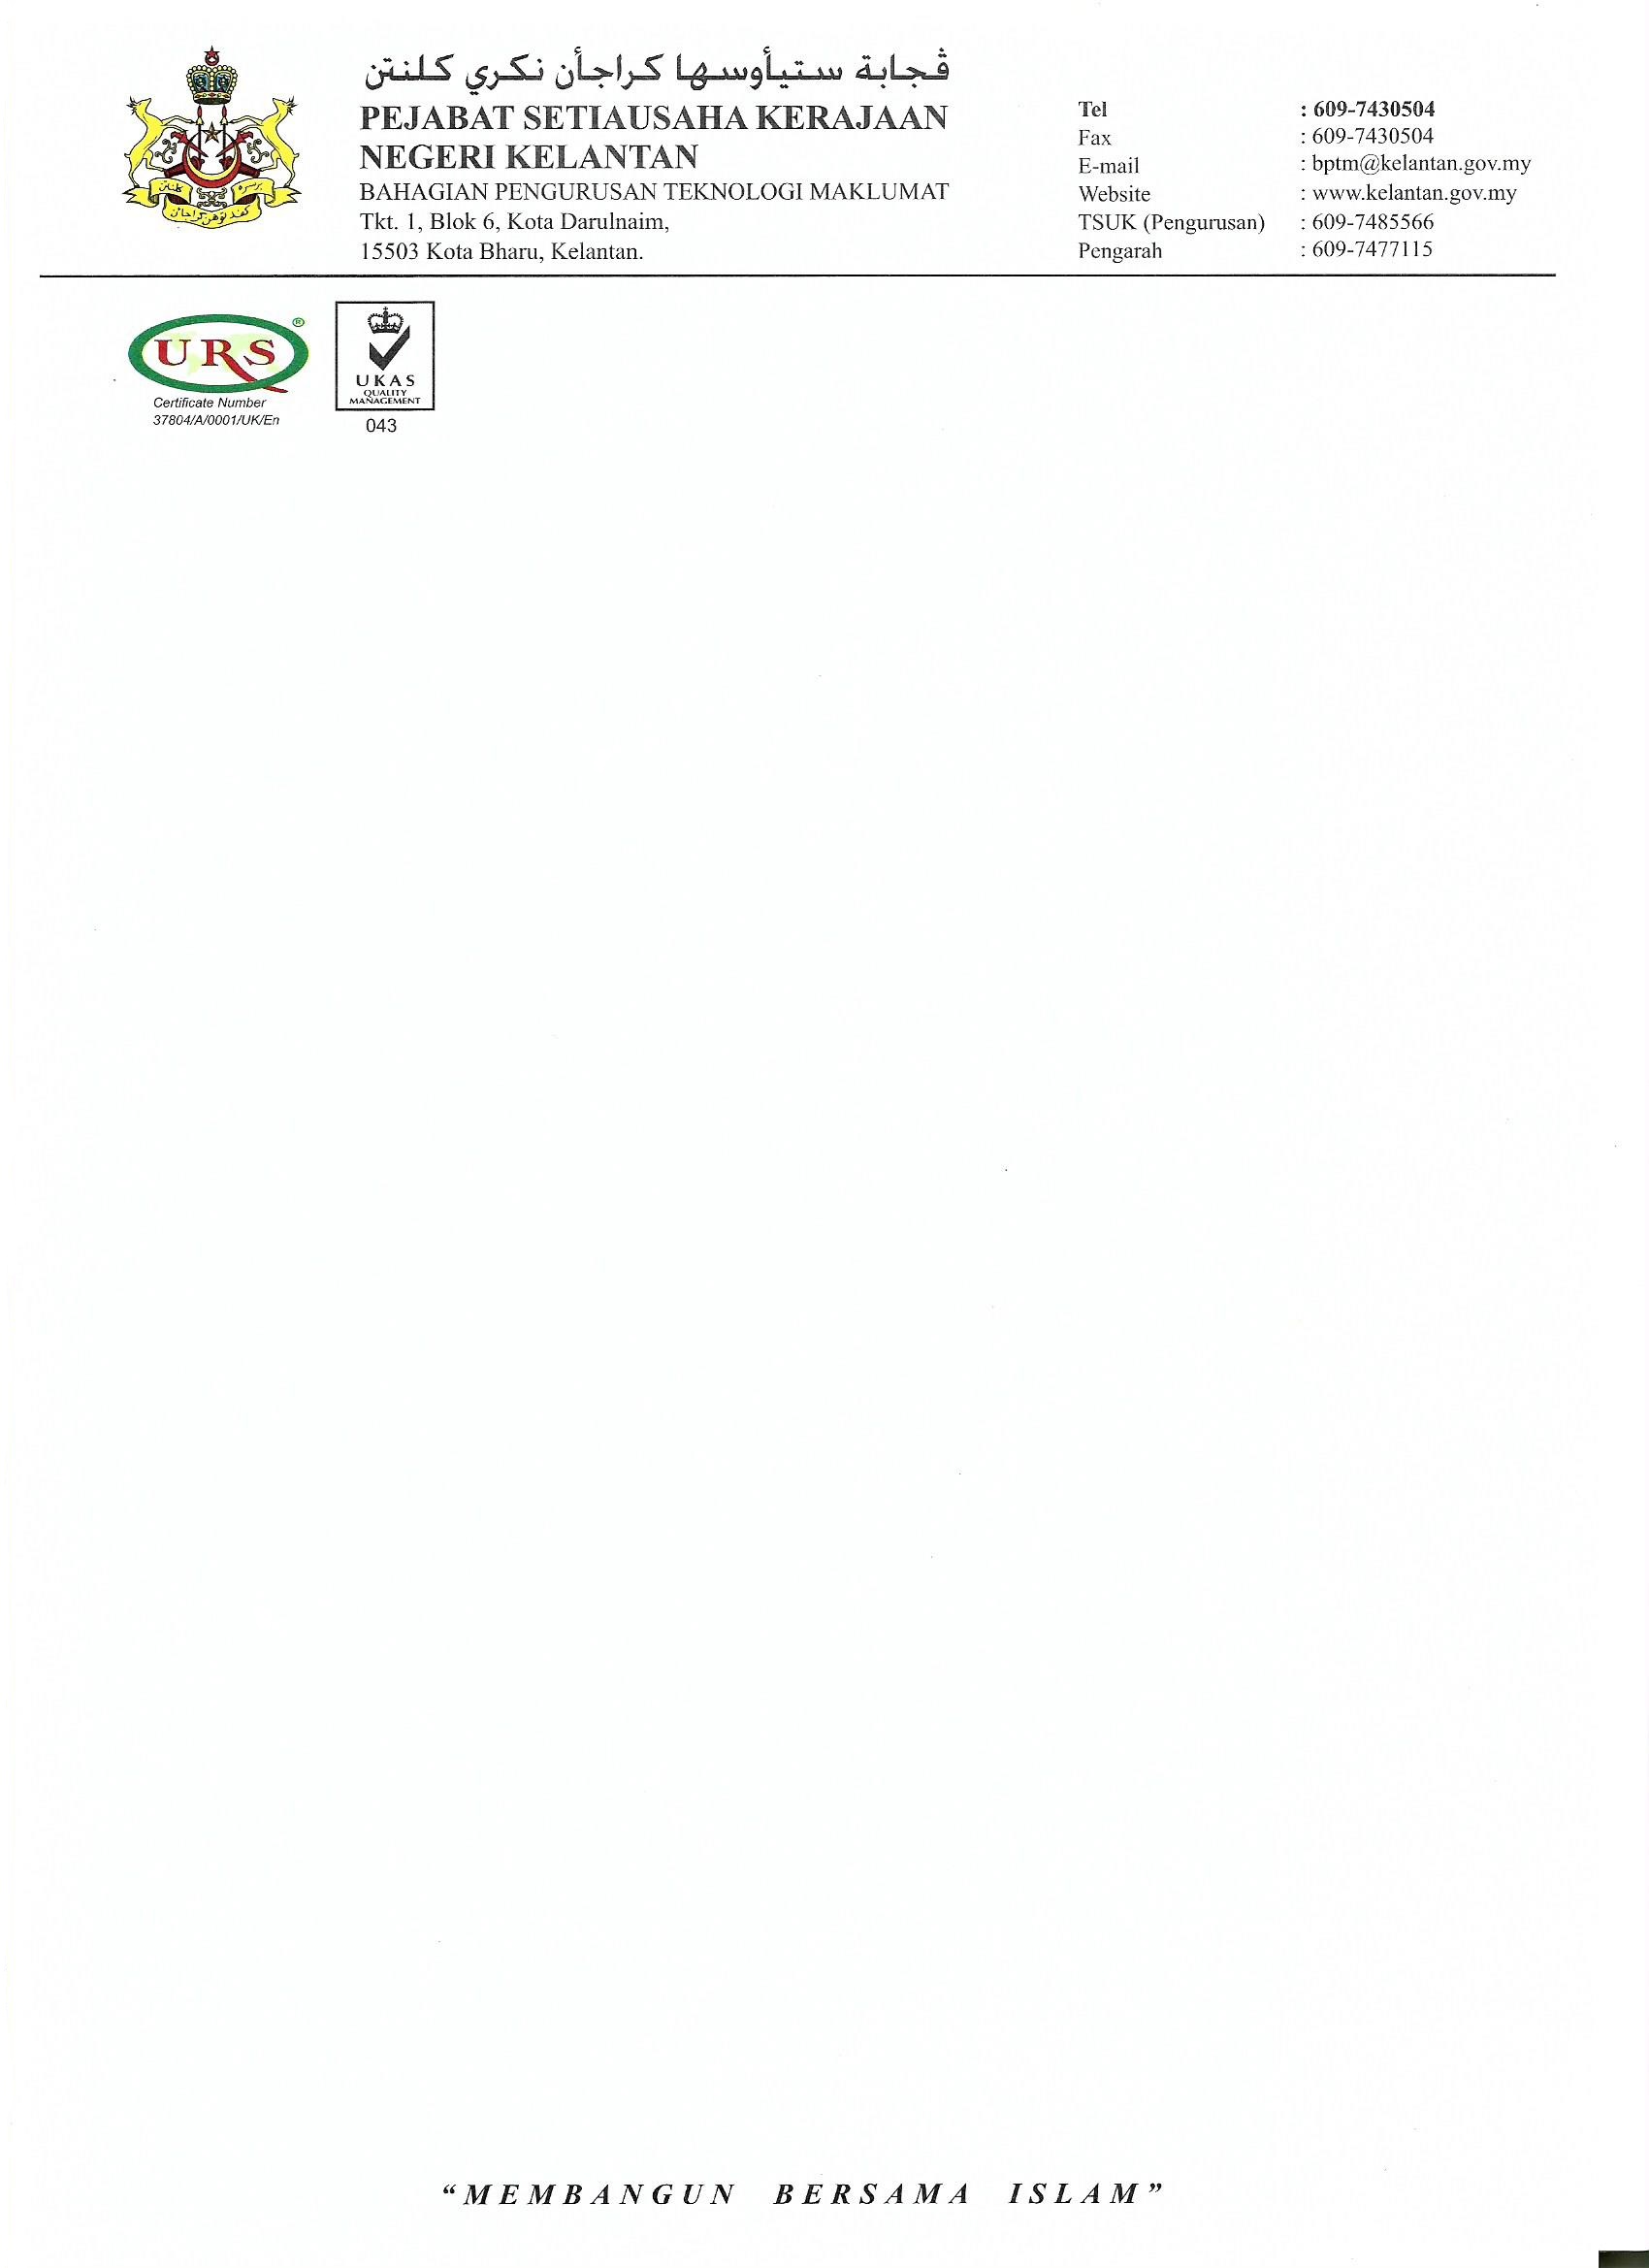 ڤجابة ستياوسها كراجأن نكري كلنتن
PEJABAT SETIAUSAHA KERAJAAN
NEGERI KELANTAN
BAHAGIAN PENGURUSAN TEKNOLOGI MAKLUMAT
Tkt. 1, Blok 6, Kota Darulnaim,
15503 Kota Bharu, Kelantan.
Tel : 609-7430504
Fax : 609-7430504
E-mail : bptm@kelantan.gov.my
Website : www.kelantan.gov.my
TSUK (Pengurusan) : 609-7485566
Pengarah : 609-7477115
URS®
Certificate Number
37804/A/0001/UK/En
UKAS
QUALITY
MANAGEMENT
043
“MEMBANGUN BERSAMA ISLAM”